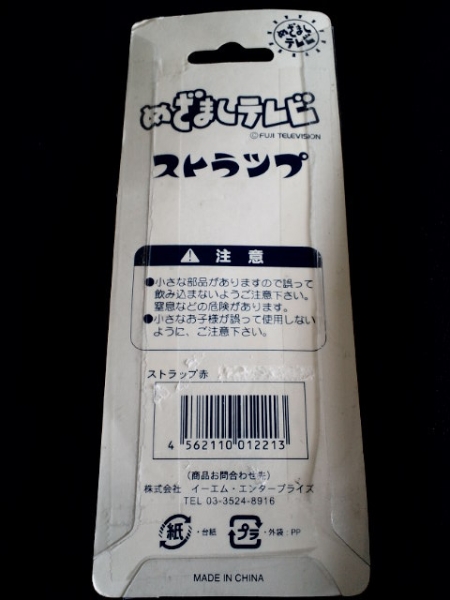 めざまし
テレビ
めざましテレビ
©FUJI TELEVISION
ストラップ
注意
●小さな部品がありますので誤って
飲み込まないようご注意下さい。
窒息などの危険があります。
●小さなお子様が誤って使用しない
ように、ご注意下さい。
ストラップ赤
4 562110 012213
(商品お問合わせ先)
株式会社 イーエム・エンタープライズ
TEL 03-3524-8916
紙 ・台紙 プラ ・外袋:PP
MADE IN CHINA